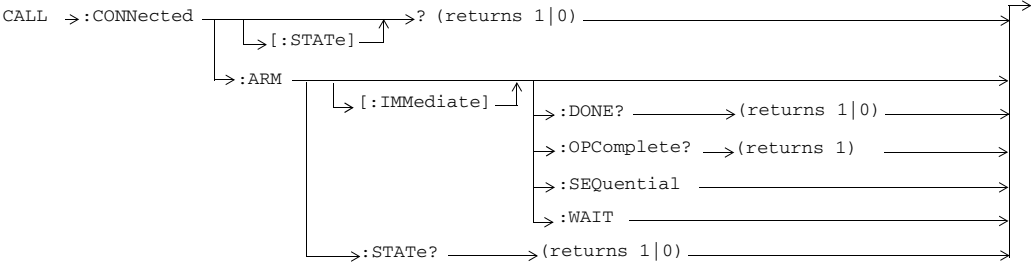 CALL :CONNected ? (returns 1|0)
[:STATe]
:ARM
[:IMMediate]
:DONE? (returns 1|0)
:OPComplete? (returns 1)
:SEQuential
:WAIT
:STATe? (returns 1|0)